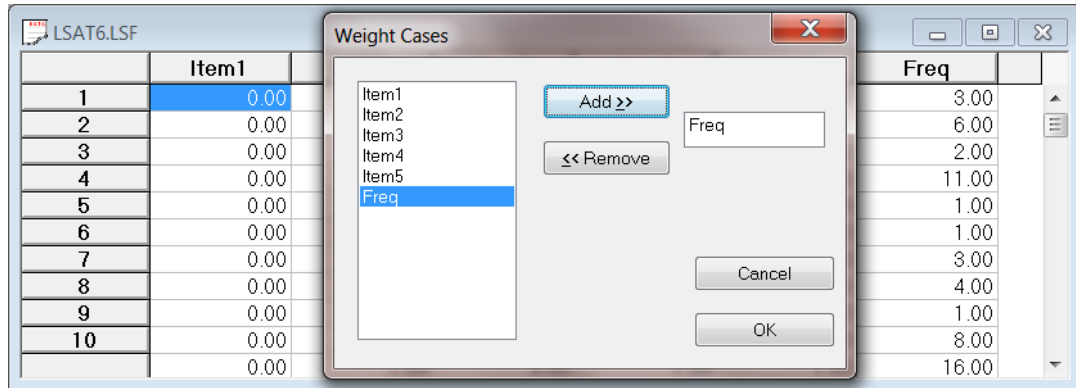 DATA LSAT6.LSF
Weight Cases
Item1 Freq
1 0.00 3.00
2 0.00 6.00
3 0.00 2.00
4 0.00 11.00
5 0.00 1.00
6 0.00 1.00
7 0.00 3.00
8 0.00 4.00
9 0.00 1.00
10 0.00 8.00
0.00 16.00
Item1
Item2
Item3
Item4
Item5
Freq
Add >>
<< Remove
Freq
Cancel
OK